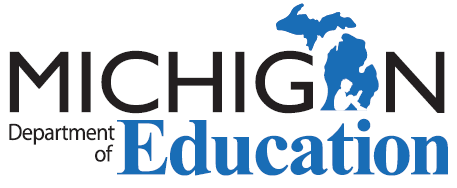 MICHIGAN
Department
of Education